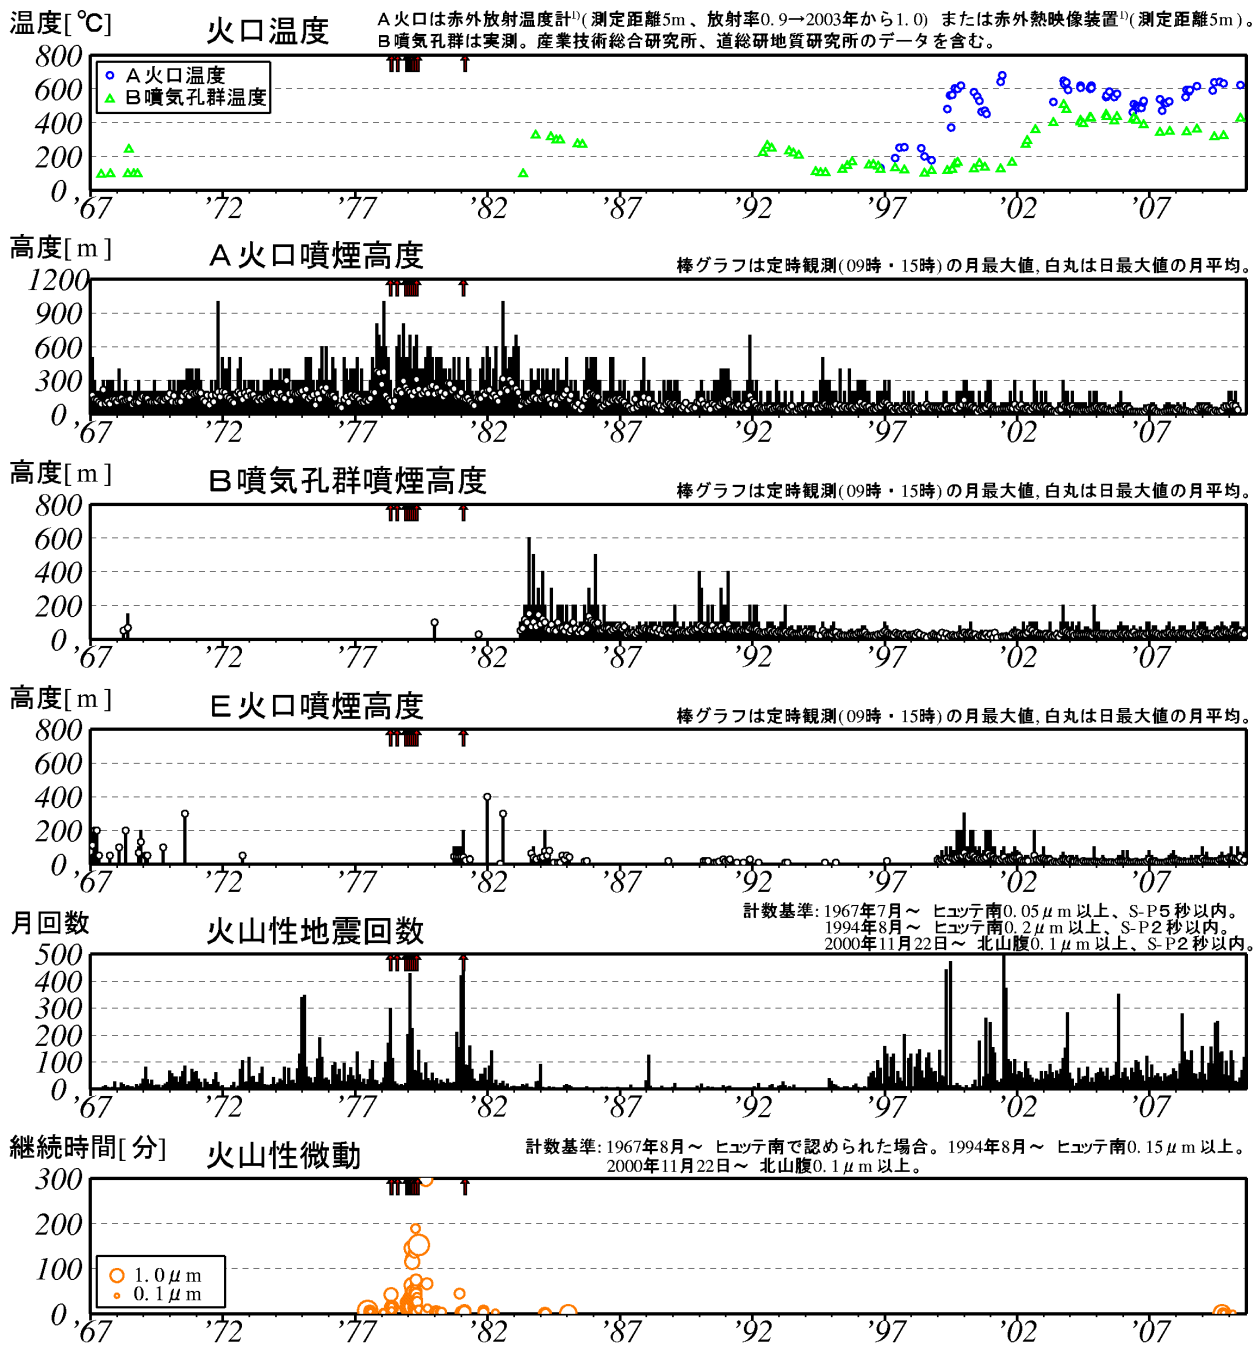 温度[℃]
火口温度
A火口は赤外放射温度計¹⁾(測定距離5m、放射率0.9→2003年から1.0) または赤外熱映像装置¹⁾(測定距離5m)。
B噴気孔群は実測。産業技術総合研究所、道総研地質研究所のデータを含む。
800
600
400
200
0
A火口温度
B噴気孔群温度
'67 '72 '77 '82 '87 '92 '97 '02 '07
高度[m]
A火口噴煙高度
棒グラフは定時観測(09時・15時)の月最大値, 白丸は日最大値の月平均。
1200
900
600
300
0
'67 '72 '77 '82 '87 '92 '97 '02 '07
高度[m]
B噴気孔群噴煙高度
棒グラフは定時観測(09時・15時)の月最大値, 白丸は日最大値の月平均。
800
600
400
200
0
'67 '72 '77 '82 '87 '92 '97 '02 '07
高度[m]
E火口噴煙高度
棒グラフは定時観測(09時・15時)の月最大値, 白丸は日最大値の月平均。
800
600
400
200
0
'67 '72 '77 '82 '87 '92 '97 '02 '07
月回数
火山性地震回数
計数基準: 1967年7月～ ヒュッテ南0.05μm以上、S-P5秒以内。
1994年8月～ ヒュッテ南0.2μm以上、S-P2秒以内。
2000年11月22日～ 北山腹0.1μm以上、S-P2秒以内。
500
400
300
200
100
0
'67 '72 '77 '82 '87 '92 '97 '02 '07
継続時間[分]
火山性微動
計数基準: 1967年8月～ ヒュッテ南で認められた場合。1994年8月～ ヒュッテ南0.15μm以上。
2000年11月22日～ 北山腹0.1μm以上。
300
200
100
0
1.0μm
0.1μm
'67 '72 '77 '82 '87 '92 '97 '02 '07